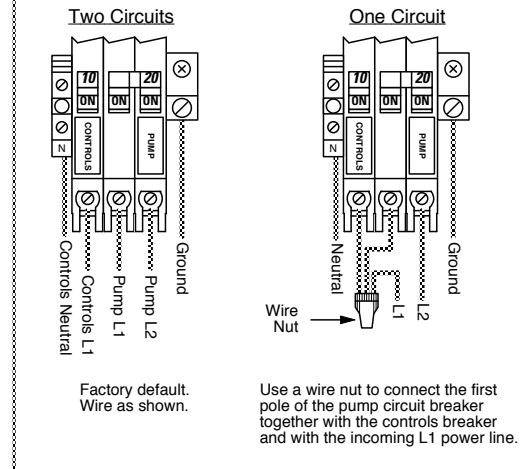 Two Circuits
10
20
ON
ON
ON
CONTROLS
PUMP
N
Controls Neutral
Controls L1
Pump L1
Pump L2
Ground
Factory default.
Wire as shown.
One Circuit
10
20
ON
ON
ON
CONTROLS
PUMP
N
Neutral
L1
L2
Ground
Wire
Nut
Use a wire nut to connect the first
pole of the pump circuit breaker
together with the controls breaker
and with the incoming L1 power line.